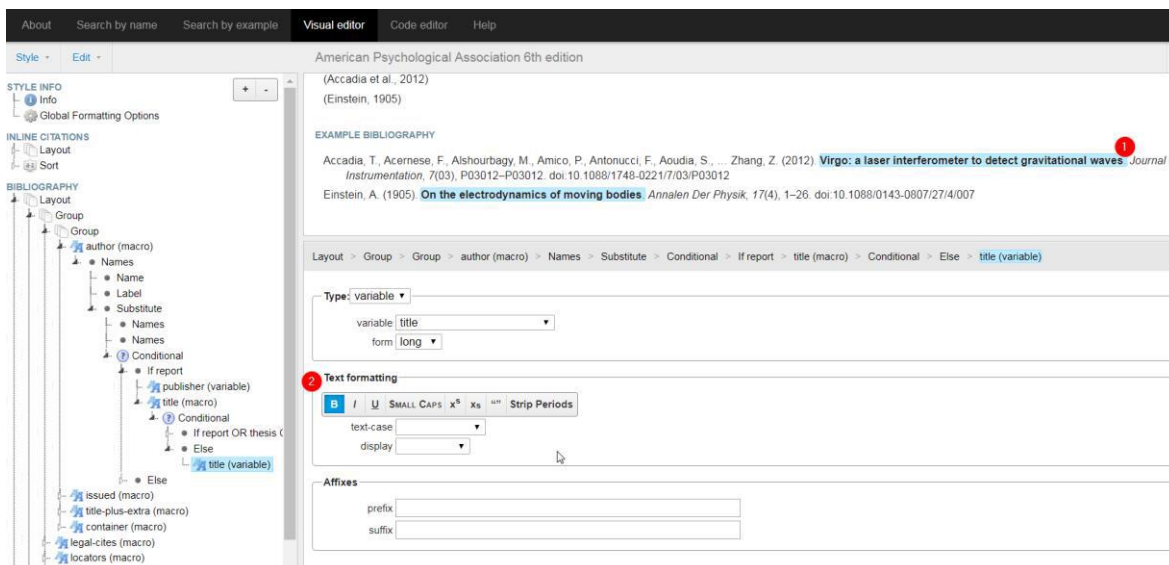 About Search by name Search by example Visual editor Code editor Help
Style Edit American Psychological Association 6th edition
STYLE INFO + -
Info
Global Formatting Options
INLINE CITATIONS
Layout
Sort
BIBLIOGRAPHY
Layout
Group
Group
author (macro)
Names
Name
Label
Substitute
Names
Names
Conditional
If report
publisher (variable)
title (macro)
Conditional
If report OR thesis
Else
title (variable)
Else
issued (macro)
title-plus-extra (macro)
container (macro)
legal-cites (macro)
locators (macro)
(Accadia et al., 2012)
(Einstein, 1905)
EXAMPLE BIBLIOGRAPHY
1
Accadia, T., Acernese, F., Alshourbagy, M., Amico, P., Antonucci, F., Aoudia, S., … Zhang, Z. (2012). Virgo: a laser interferometer to detect gravitational waves. Journal
Instrumentation, 7(03), P03012–P03012. doi:10.1088/1748-0221/7/03/P03012
Einstein, A. (1905). On the electrodynamics of moving bodies. Annalen Der Physik, 17(4), 1–26. doi:10.1088/0143-0807/27/4/007
Layout > Group > Group > author (macro) > Names > Substitute > Conditional > If report > title (macro) > Conditional > Else > title (variable)
Type: variable
variable title
form long
2 Text formatting
B I U SMALL CAPS xs xs “” Strip Periods
text-case
display
Affixes
prefix
suffix